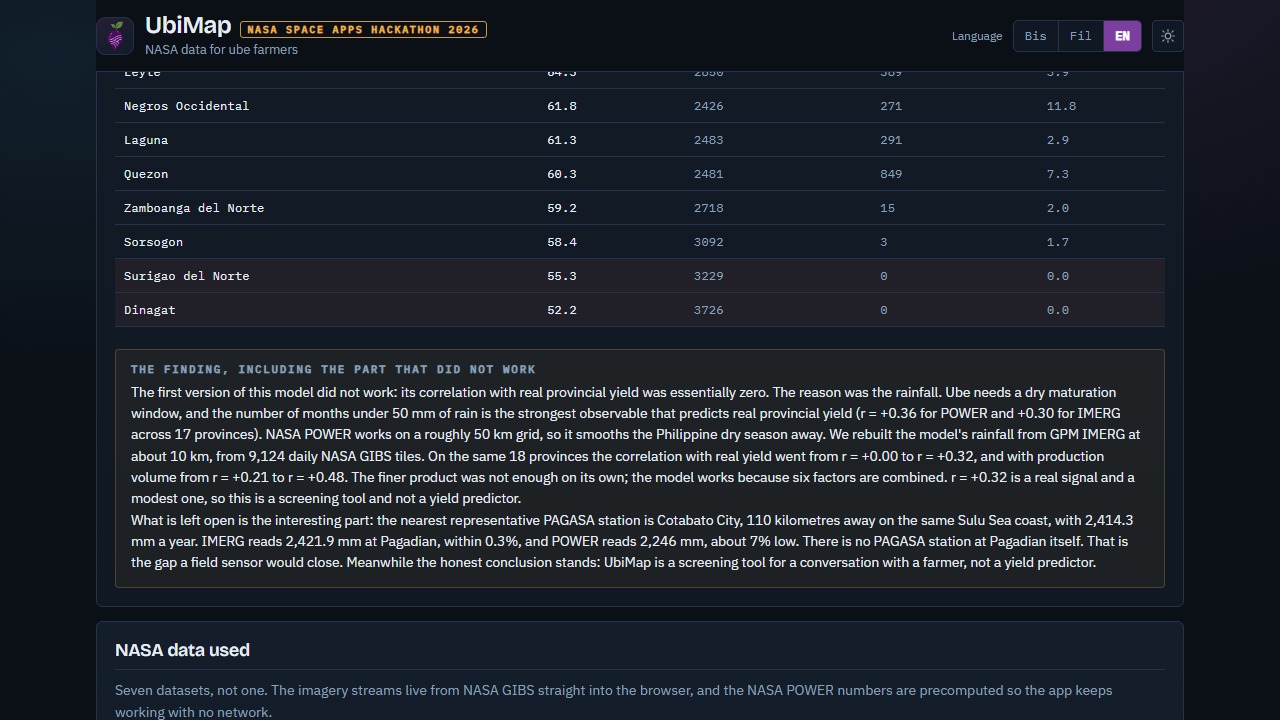 UbiMap NASA SPACE APPS HACKATHON 2026
NASA data for ube farmers
Language Bis Fil EN
Leyte 64.3 2650 389 3.9
Negros Occidental 61.8 2426 271 11.8
Laguna 61.3 2483 291 2.9
Quezon 60.3 2481 849 7.3
Zamboanga del Norte 59.2 2718 15 2.0
Sorsogon 58.4 3092 3 1.7
Surigao del Norte 55.3 3229 0 0.0
Dinagat 52.2 3726 0 0.0
THE FINDING, INCLUDING THE PART THAT DID NOT WORK
The first version of this model did not work: its correlation with real provincial yield was essentially zero. The reason was the rainfall. Ube needs a dry maturation
window, and the number of months under 50 mm of rain is the strongest observable that predicts real provincial yield (r = +0.36 for POWER and +0.30 for IMERG
across 17 provinces). NASA POWER works on a roughly 50 km grid, so it smooths the Philippine dry season away. We rebuilt the model's rainfall from GPM IMERG at
about 10 km, from 9,124 daily NASA GIBS tiles. On the same 18 provinces the correlation with real yield went from r = +0.00 to r = +0.32, and with production
volume from r = +0.21 to r = +0.48. The finer product was not enough on its own; the model works because six factors are combined. r = +0.32 is a real signal and a
modest one, so this is a screening tool and not a yield predictor.
What is left open is the interesting part: the nearest representative PAGASA station is Cotabato City, 110 kilometres away on the same Sulu Sea coast, with 2,414.3
mm a year. IMERG reads 2,421.9 mm at Pagadian, within 0.3%, and POWER reads 2,246 mm, about 7% low. There is no PAGASA station at Pagadian itself. That is
the gap a field sensor would close. Meanwhile the honest conclusion stands: UbiMap is a screening tool for a conversation with a farmer, not a yield predictor.
NASA data used
Seven datasets, not one. The imagery streams live from NASA GIBS straight into the browser, and the NASA POWER numbers are precomputed so the app keeps
working with no network.